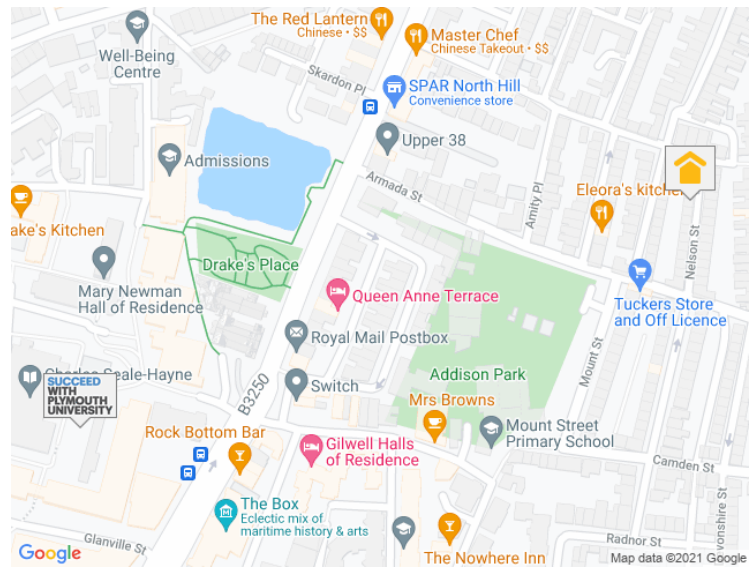 The Red Lantern
Chinese • $$
Master Chef
Chinese Takeout • $$
Well-Being
Centre
Skardon Pl
SPAR North Hill
Convenience store
Upper 38
Admissions
Armada St
Amity Pl
Eleora's kitchen
ake's Kitchen
Drake's Place
Nelson St
Mary Newman
Hall of Residence
Queen Anne Terrace
Tuckers Store
and Off Licence
Royal Mail Postbox
Mount St
Addison Park
Charles Seale-Hayne
SUCCEED
WITH
PLYMOUTH
UNIVERSITY
Switch
B3250
Mrs Browns
Rock Bottom Bar
Mount Street
Primary School
Gilwell Halls
of Residence
Camden St
The Box
Eclectic mix of
maritime history & arts
vonshire St
Glanville St
Radnor St
The Nowhere Inn
Google
Map data ©2021 Google